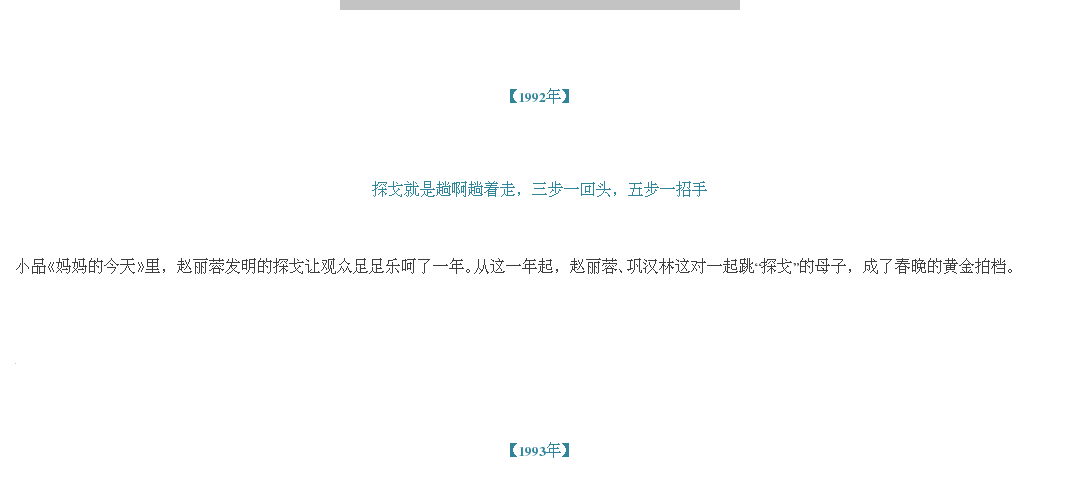 【1992年】
探戈就是趟啊趟着走，三步一回头，五步一招手
小品《妈妈的今天》里，赵丽蓉发明的探戈让观众足足乐呵了一年。从这一年起，赵丽蓉、巩汉林这对一起跳“探戈”的母子，成了春晚的黄金拍档。
【1993年】